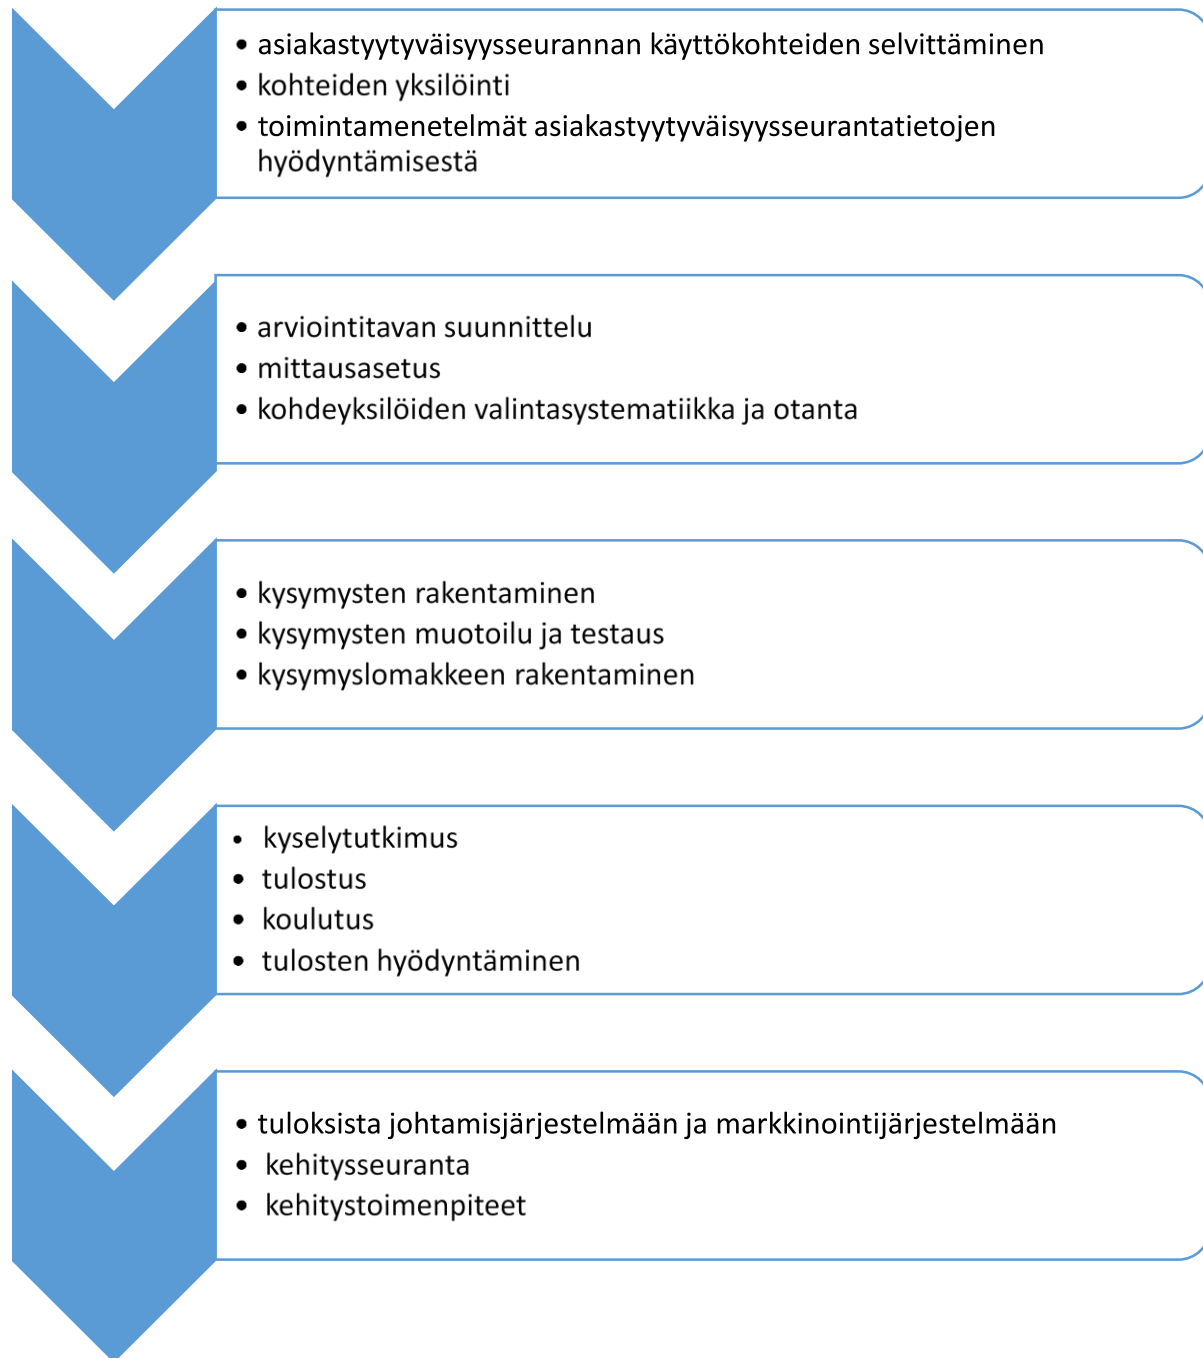 • asiakastyytyväisyysseurannan käyttökohteiden selvittäminen
• kohteiden yksilöinti
• toimintamenetelmät asiakastyytyväisyysseurantatietojen
hyödyntämisestä
• arviointitavan suunnittelu
• mittausasetus
• kohdeyksilöiden valintasystematiikka ja otanta
• kysymysten rakentaminen
• kysymysten muotoilu ja testaus
• kysymyslomakkeen rakentaminen
• kyselytutkimus
• tulostus
• koulutus
• tulosten hyödyntäminen
• tuloksista johtamisjärjestelmään ja markkinointijärjestelmään
• kehitysseuranta
• kehitystoimenpiteet